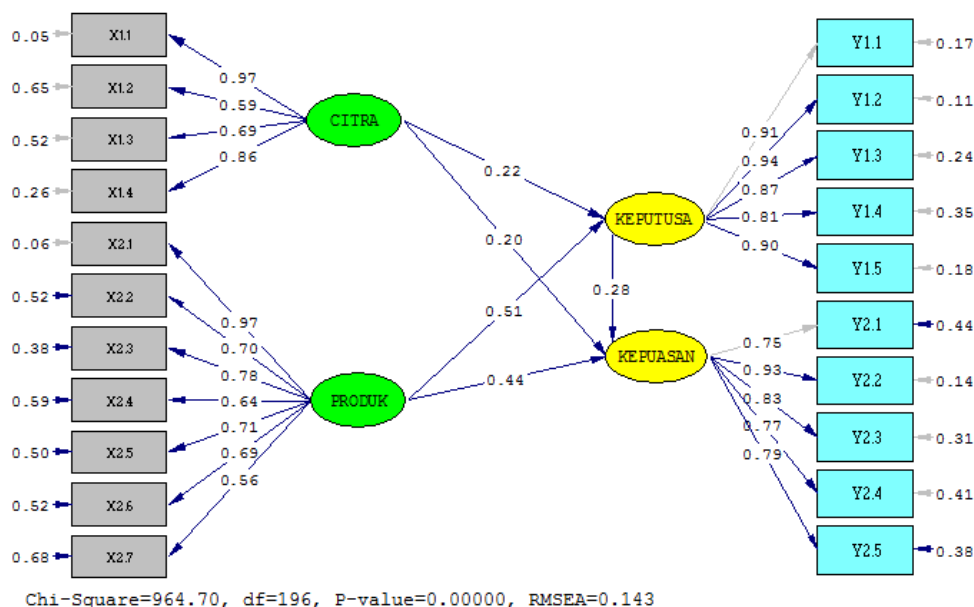 0.05 X1.1
0.65 X1.2
0.52 X1.3
0.26 X1.4
0.06 X2.1
0.52 X2.2
0.38 X2.3
0.59 X2.4
0.50 X2.5
0.52 X2.6
0.68 X2.7
0.97
0.59
0.69
0.86
0.97
0.70
0.78
0.64
0.71
0.69
0.56
CITRA
PRODUK
0.22
0.20
0.51
0.44
0.28
KEPUTUSA
KEPUASAN
0.91
0.94
0.87
0.81
0.90
0.75
0.93
0.83
0.77
0.79
Y1.1 0.17
Y1.2 0.11
Y1.3 0.24
Y1.4 0.35
Y1.5 0.18
Y2.1 0.44
Y2.2 0.14
Y2.3 0.31
Y2.4 0.41
Y2.5 0.38
Chi-Square=964.70, df=196, P-value=0.00000, RMSEA=0.143